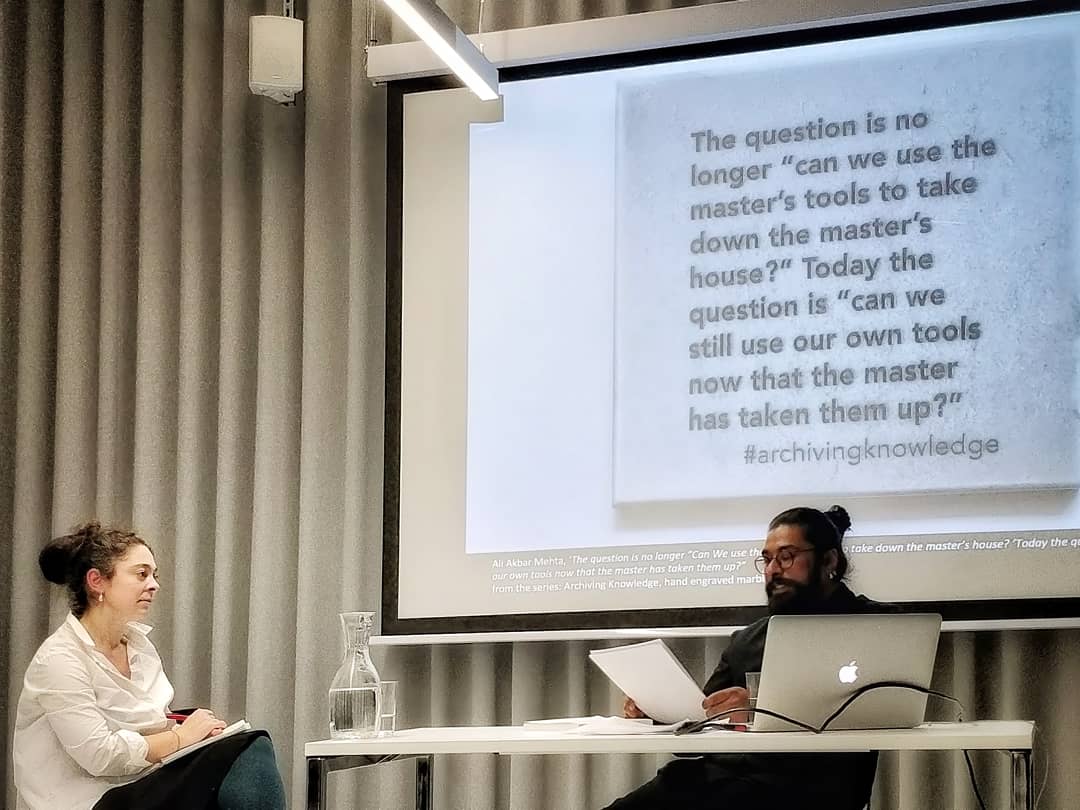 The question is no
longer “can we use the
master’s tools to take
down the master’s
house?” Today the
question is “can we
still use our own tools
now that the master
has taken them up?”
#archivingknowledge
Ali Akbar Mehta, ‘The question is no longer “Can We use th take down the master’s house? ‘Today the qu
our own tools now that the master has taken them up?”
from the series: Archiving Knowledge, hand engraved marb